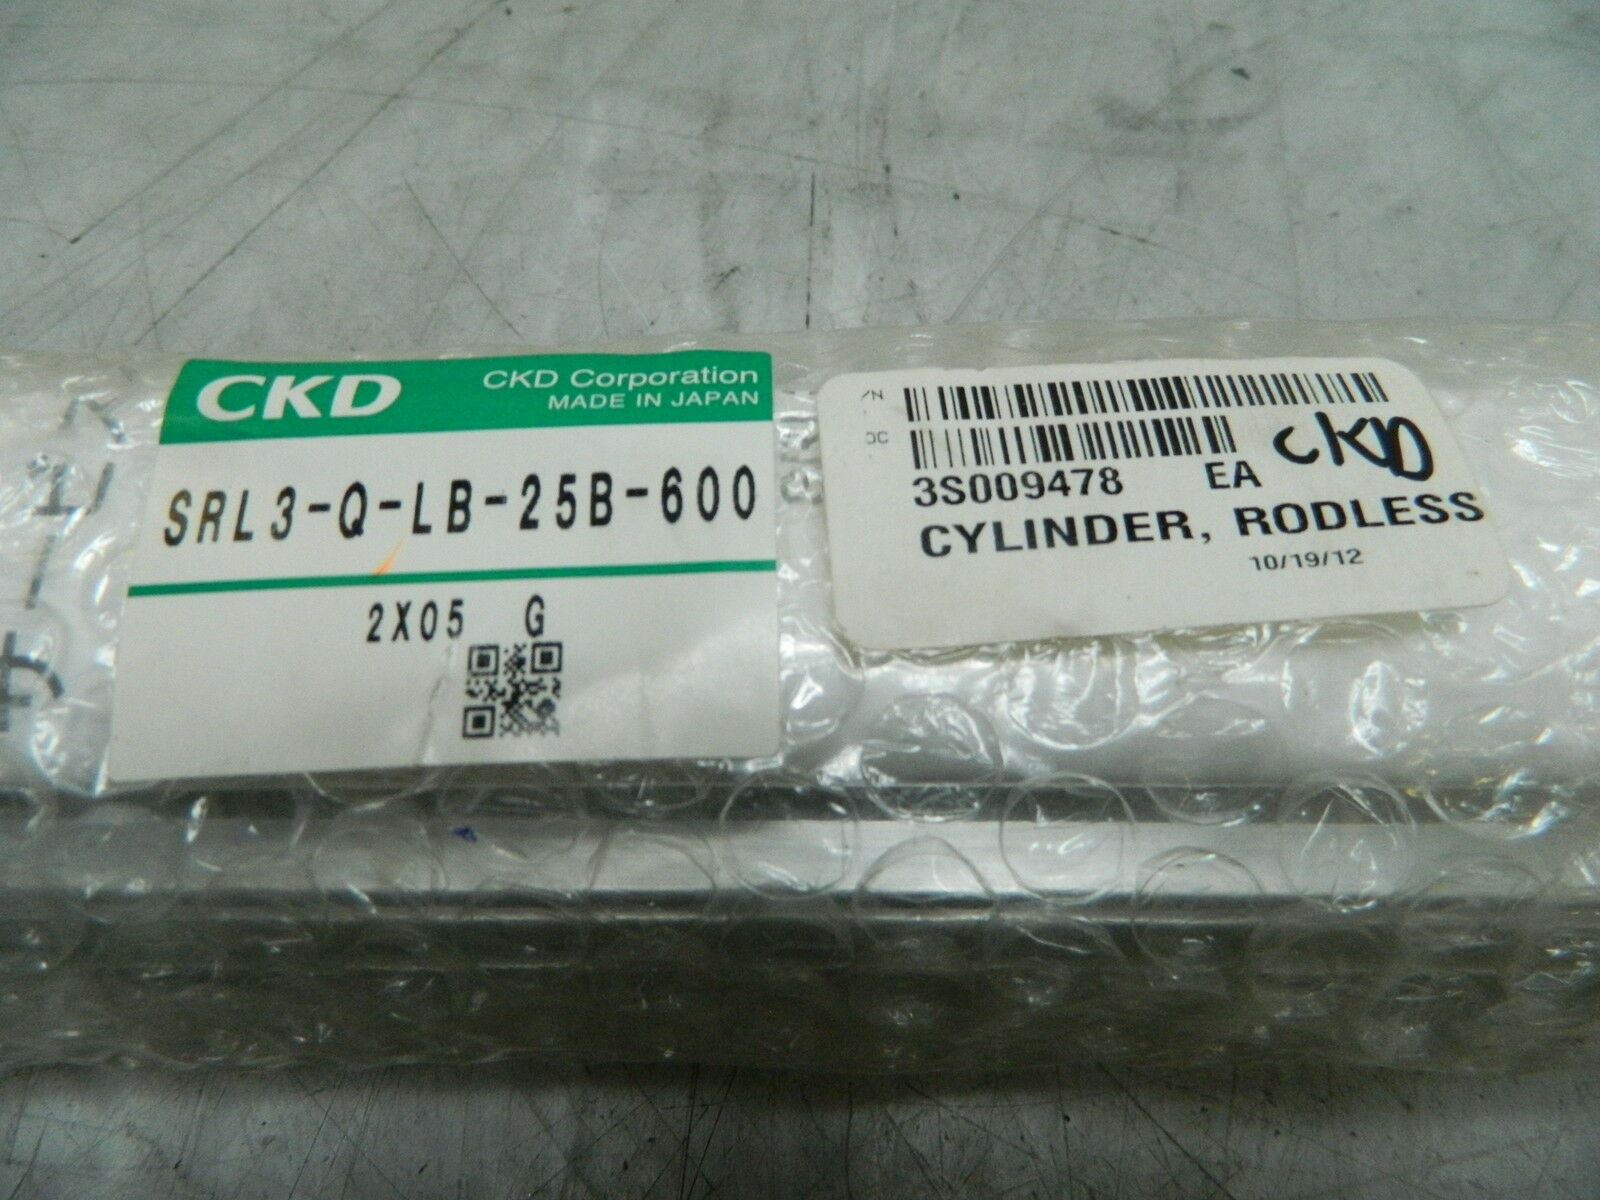 CKD
CKD Corporation
MADE IN JAPAN
SRL3-Q-LB-25B-600
2X05 G
/N
OC
3S009478 EA CKD
CYLINDER, RODLESS
10/19/12